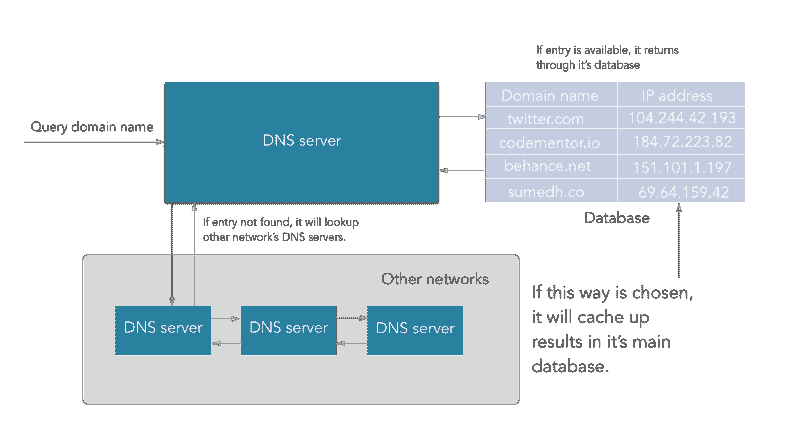 If entry is available, it returns
through it's database
Query domain name
DNS server
Domain name IP address
twitter.com 104.244.42.193
codementor.io 184.72.223.82
behance.net 151.101.1.197
sumedh.co 69.64.159.42
Database
If entry not found, it will lookup
other network's DNS servers.
Other networks
DNS server DNS server DNS server
If this way is chosen,
it will cache up
results in it's main
database.